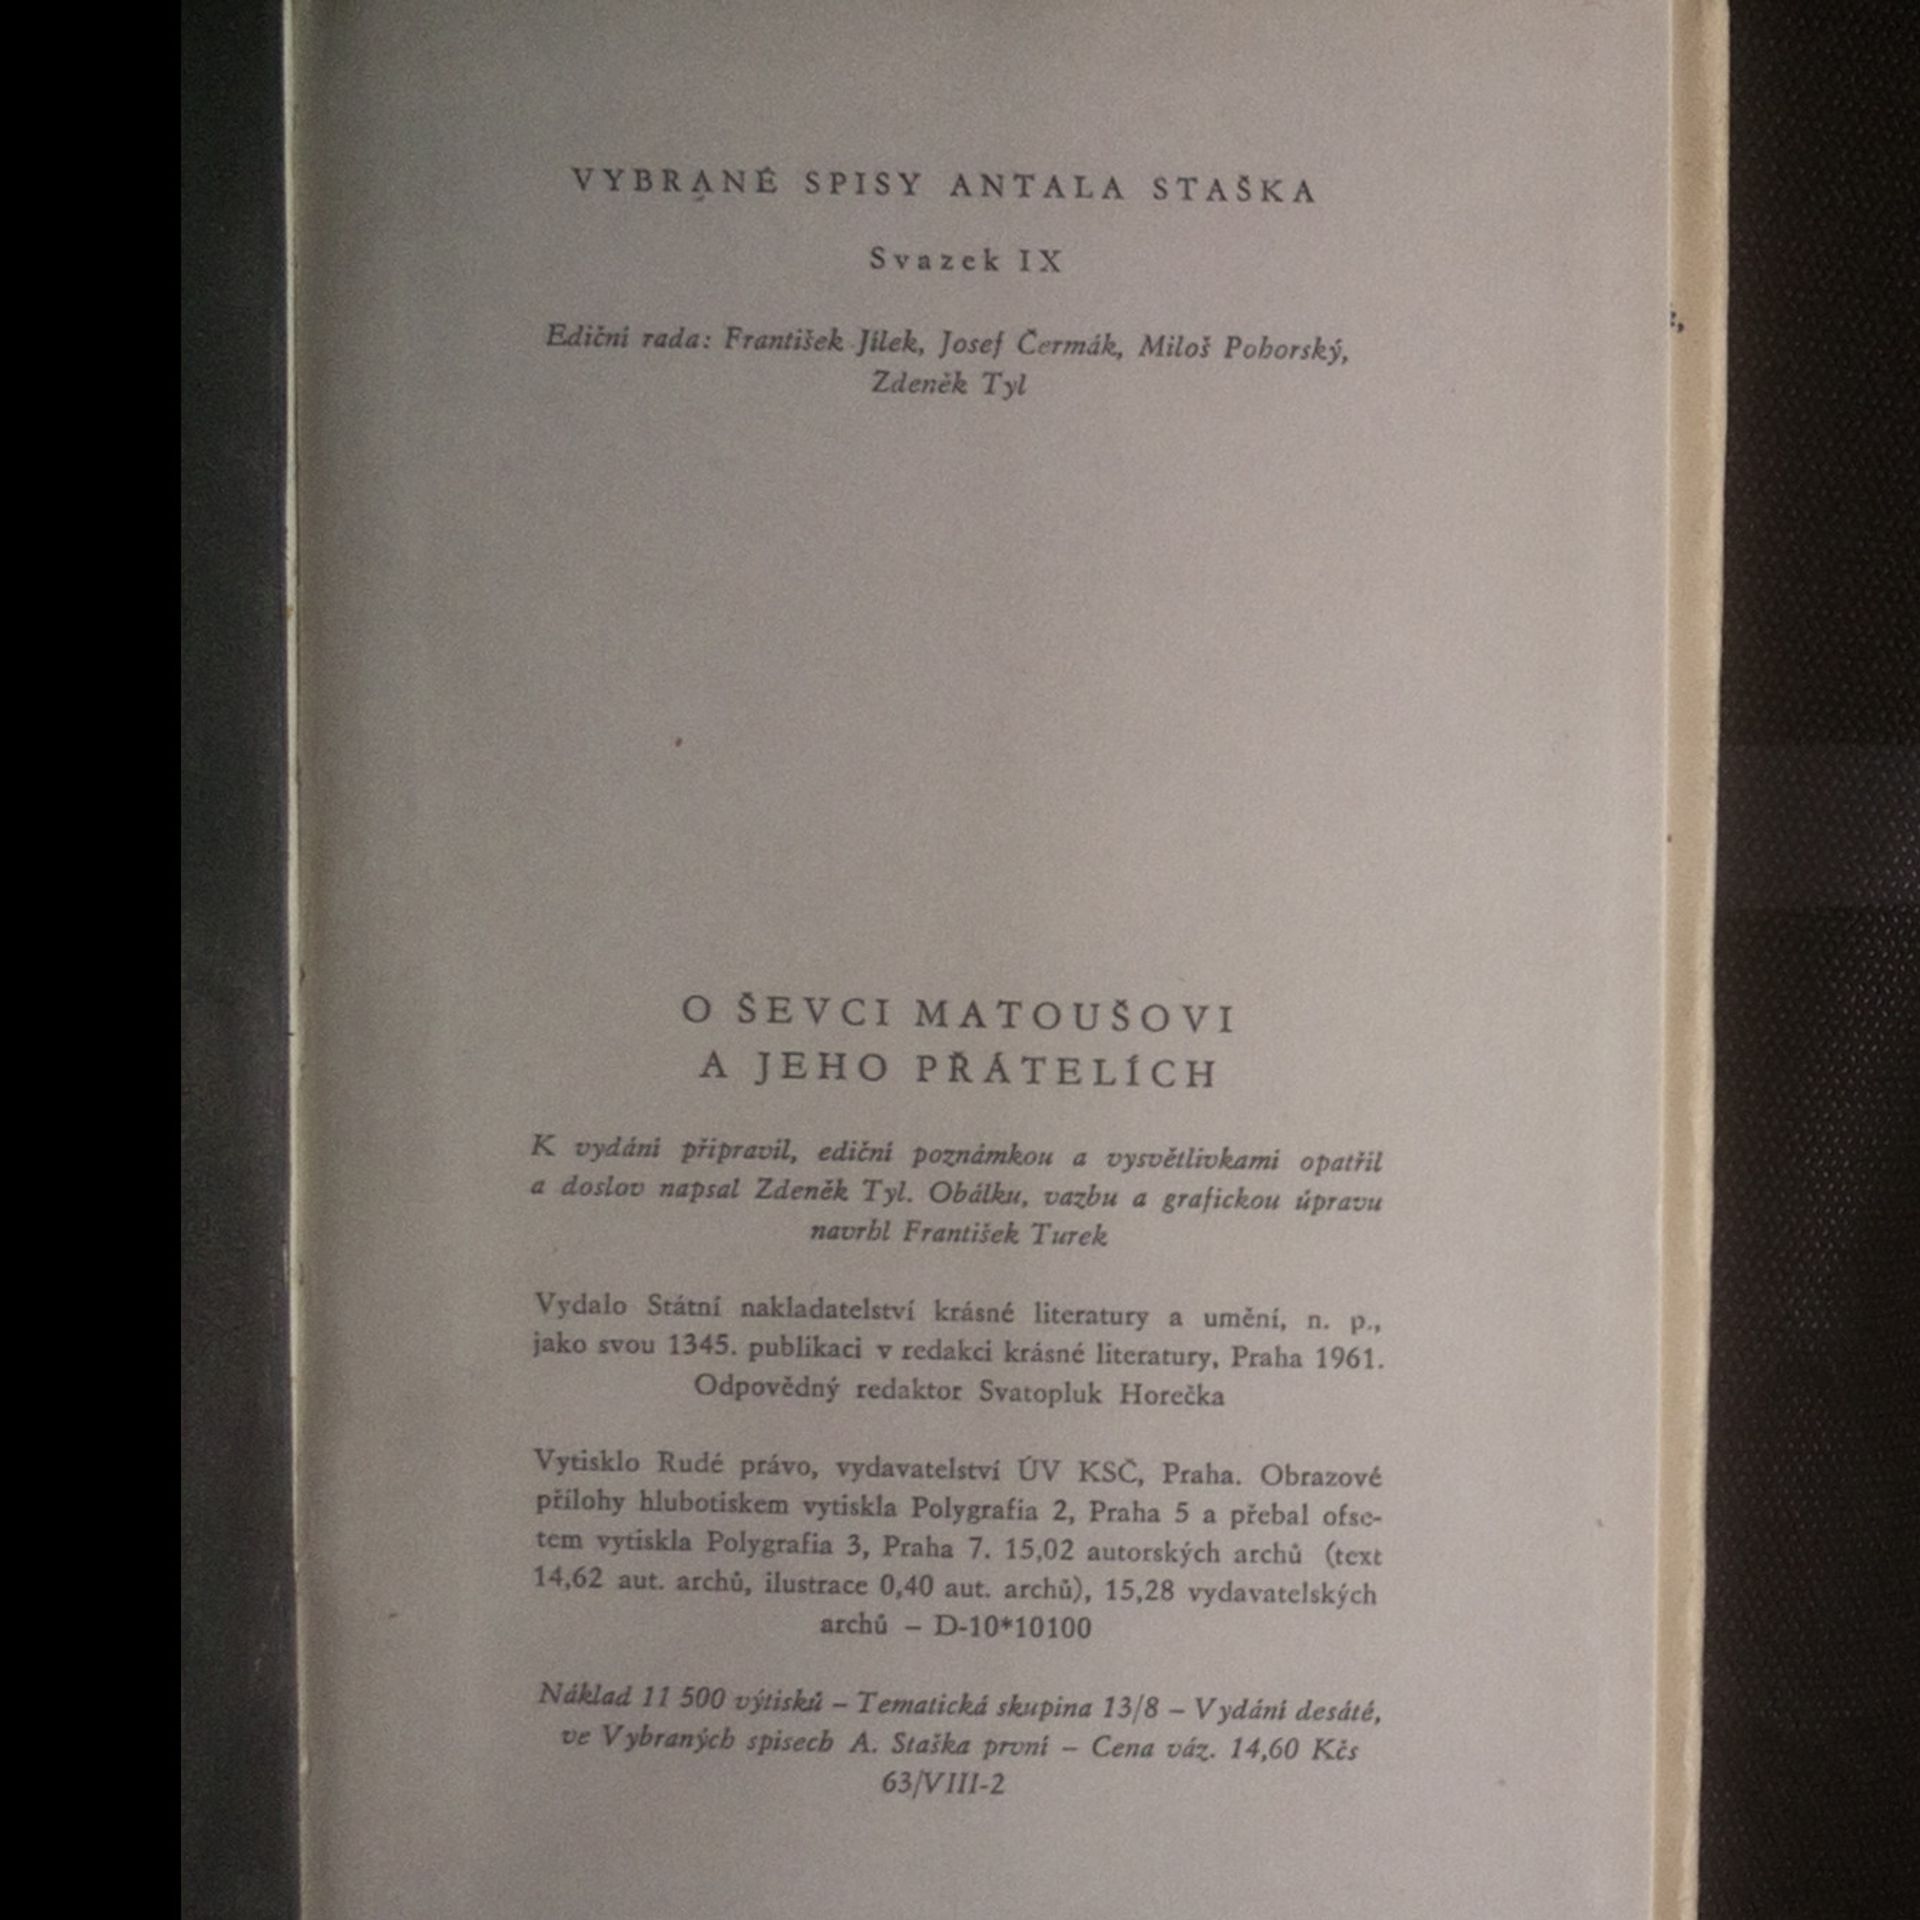 VYBRANÉ SPISY ANTALA STAŠKA
Svazek IX
Ediční rada: František Jílek, Josef Čermák, Miloš Pohorský,
Zdeněk Tyl
O ŠEVCI MATOUŠOVI
A JEHO PŘÁTELÍCH
K vydání připravil, ediční poznámkou a vysvětlivkami opatřil
a doslov napsal Zdeněk Tyl. Obálku, vazbu a grafickou úpravu
navrhl František Turek
Vydalo Státní nakladatelství krásné literatury a umění, n. p.,
jako svou 1345. publikaci v redakci krásné literatury, Praha 1961.
Odpovědný redaktor Svatopluk Horečka
Vytisklo Rudé právo, vydavatelství ÚV KSČ, Praha. Obrazové
přílohy hlubotiskem vytiskla Polygrafia 2, Praha 5 a přebal ofse-
tem vytiskla Polygrafia 3, Praha 7. 15,02 autorských archů (text
14,62 aut. archů, ilustrace 0,40 aut. archů), 15,28 vydavatelských
archů – D-10*10100
Náklad 11 500 výtisků – Tematická skupina 13/8 – Vydání desáté,
ve Vybraných spisech A. Staška první – Cena váz. 14,60 Kčs
63/VIII-2